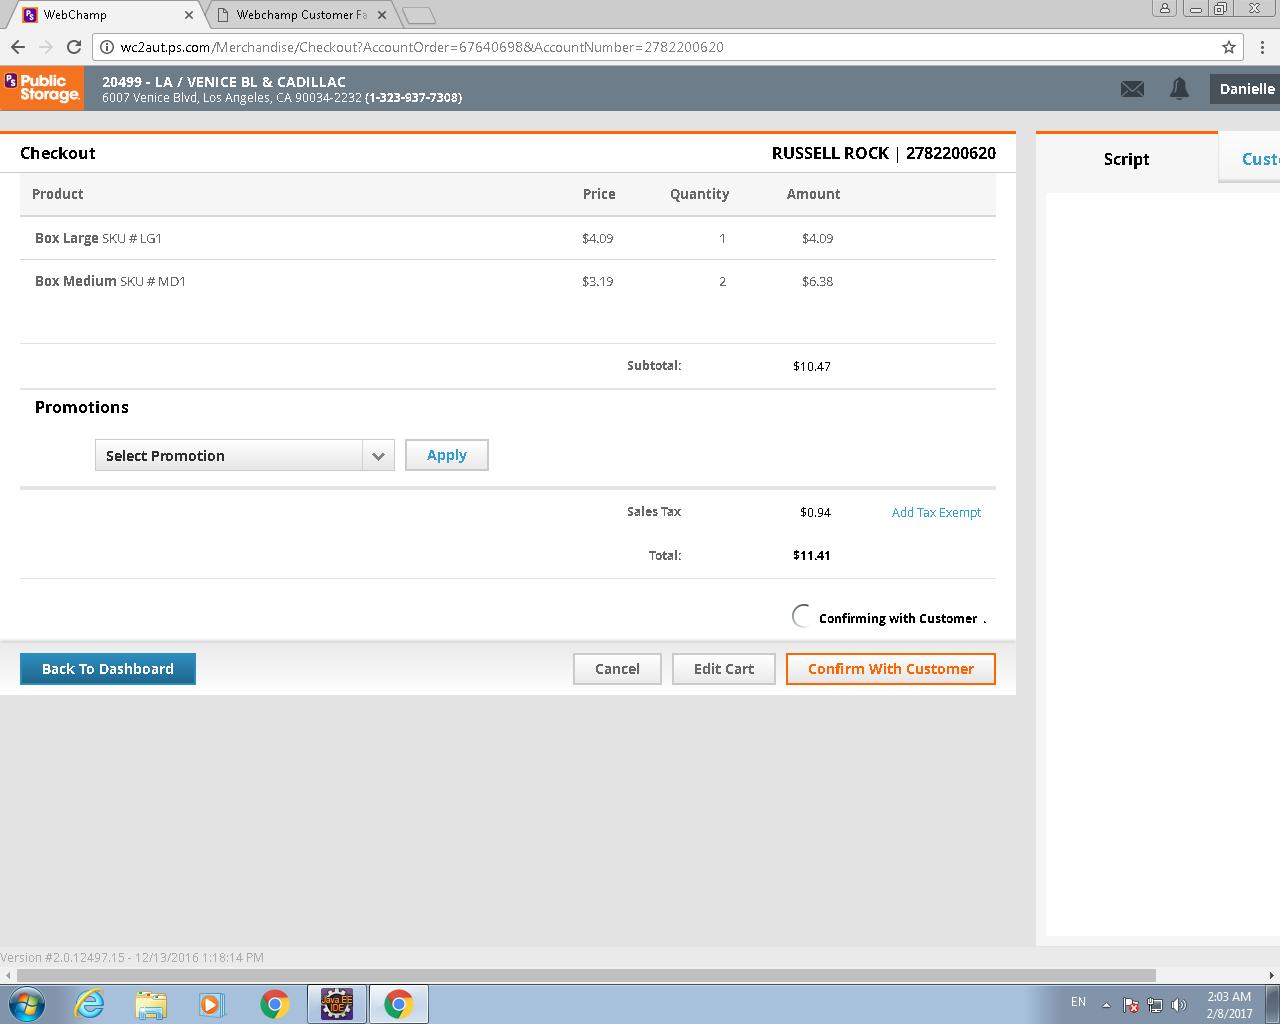 WebChamp
Webchamp Customer Fa
wc2aut.ps.com/Merchandise/Checkout?AccountOrder=67640698&AccountNumber=2782200620
PS Public Storage
20499 - LA / VENICE BL & CADILLAC
6007 Venice Blvd, Los Angeles, CA 90034-2232 (1-323-937-7308)
Danielle
Checkout
RUSSELL ROCK | 2782200620
Script
Cust
Product Price Quantity Amount
Box Large SKU # LG1 $4.09 1 $4.09
Box Medium SKU # MD1 $3.19 2 $6.38
Subtotal: $10.47
Promotions
Select Promotion Apply
Sales Tax $0.94 Add Tax Exempt
Total: $11.41
Confirming with Customer .
Back To Dashboard Cancel Edit Cart Confirm With Customer
Version #2.0.12497.15 - 12/13/2016 1:18:14 PM
Java EE
IDE
EN
2:03 AM
2/8/2017